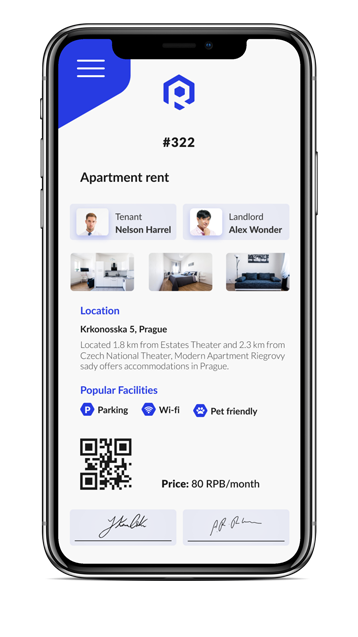 #322
Apartment rent
Tenant
Nelson Harrel
Landlord
Alex Wonder
Location
Krkonosska 5, Prague
Located 1.8 km from Estates Theater and 2.3 km from
Czech National Theater, Modern Apartment Riegrovy
sady offers accommodations in Prague.
Popular Facilities
P Parking
Wi-fi
Pet friendly
Price: 80 RPB/month